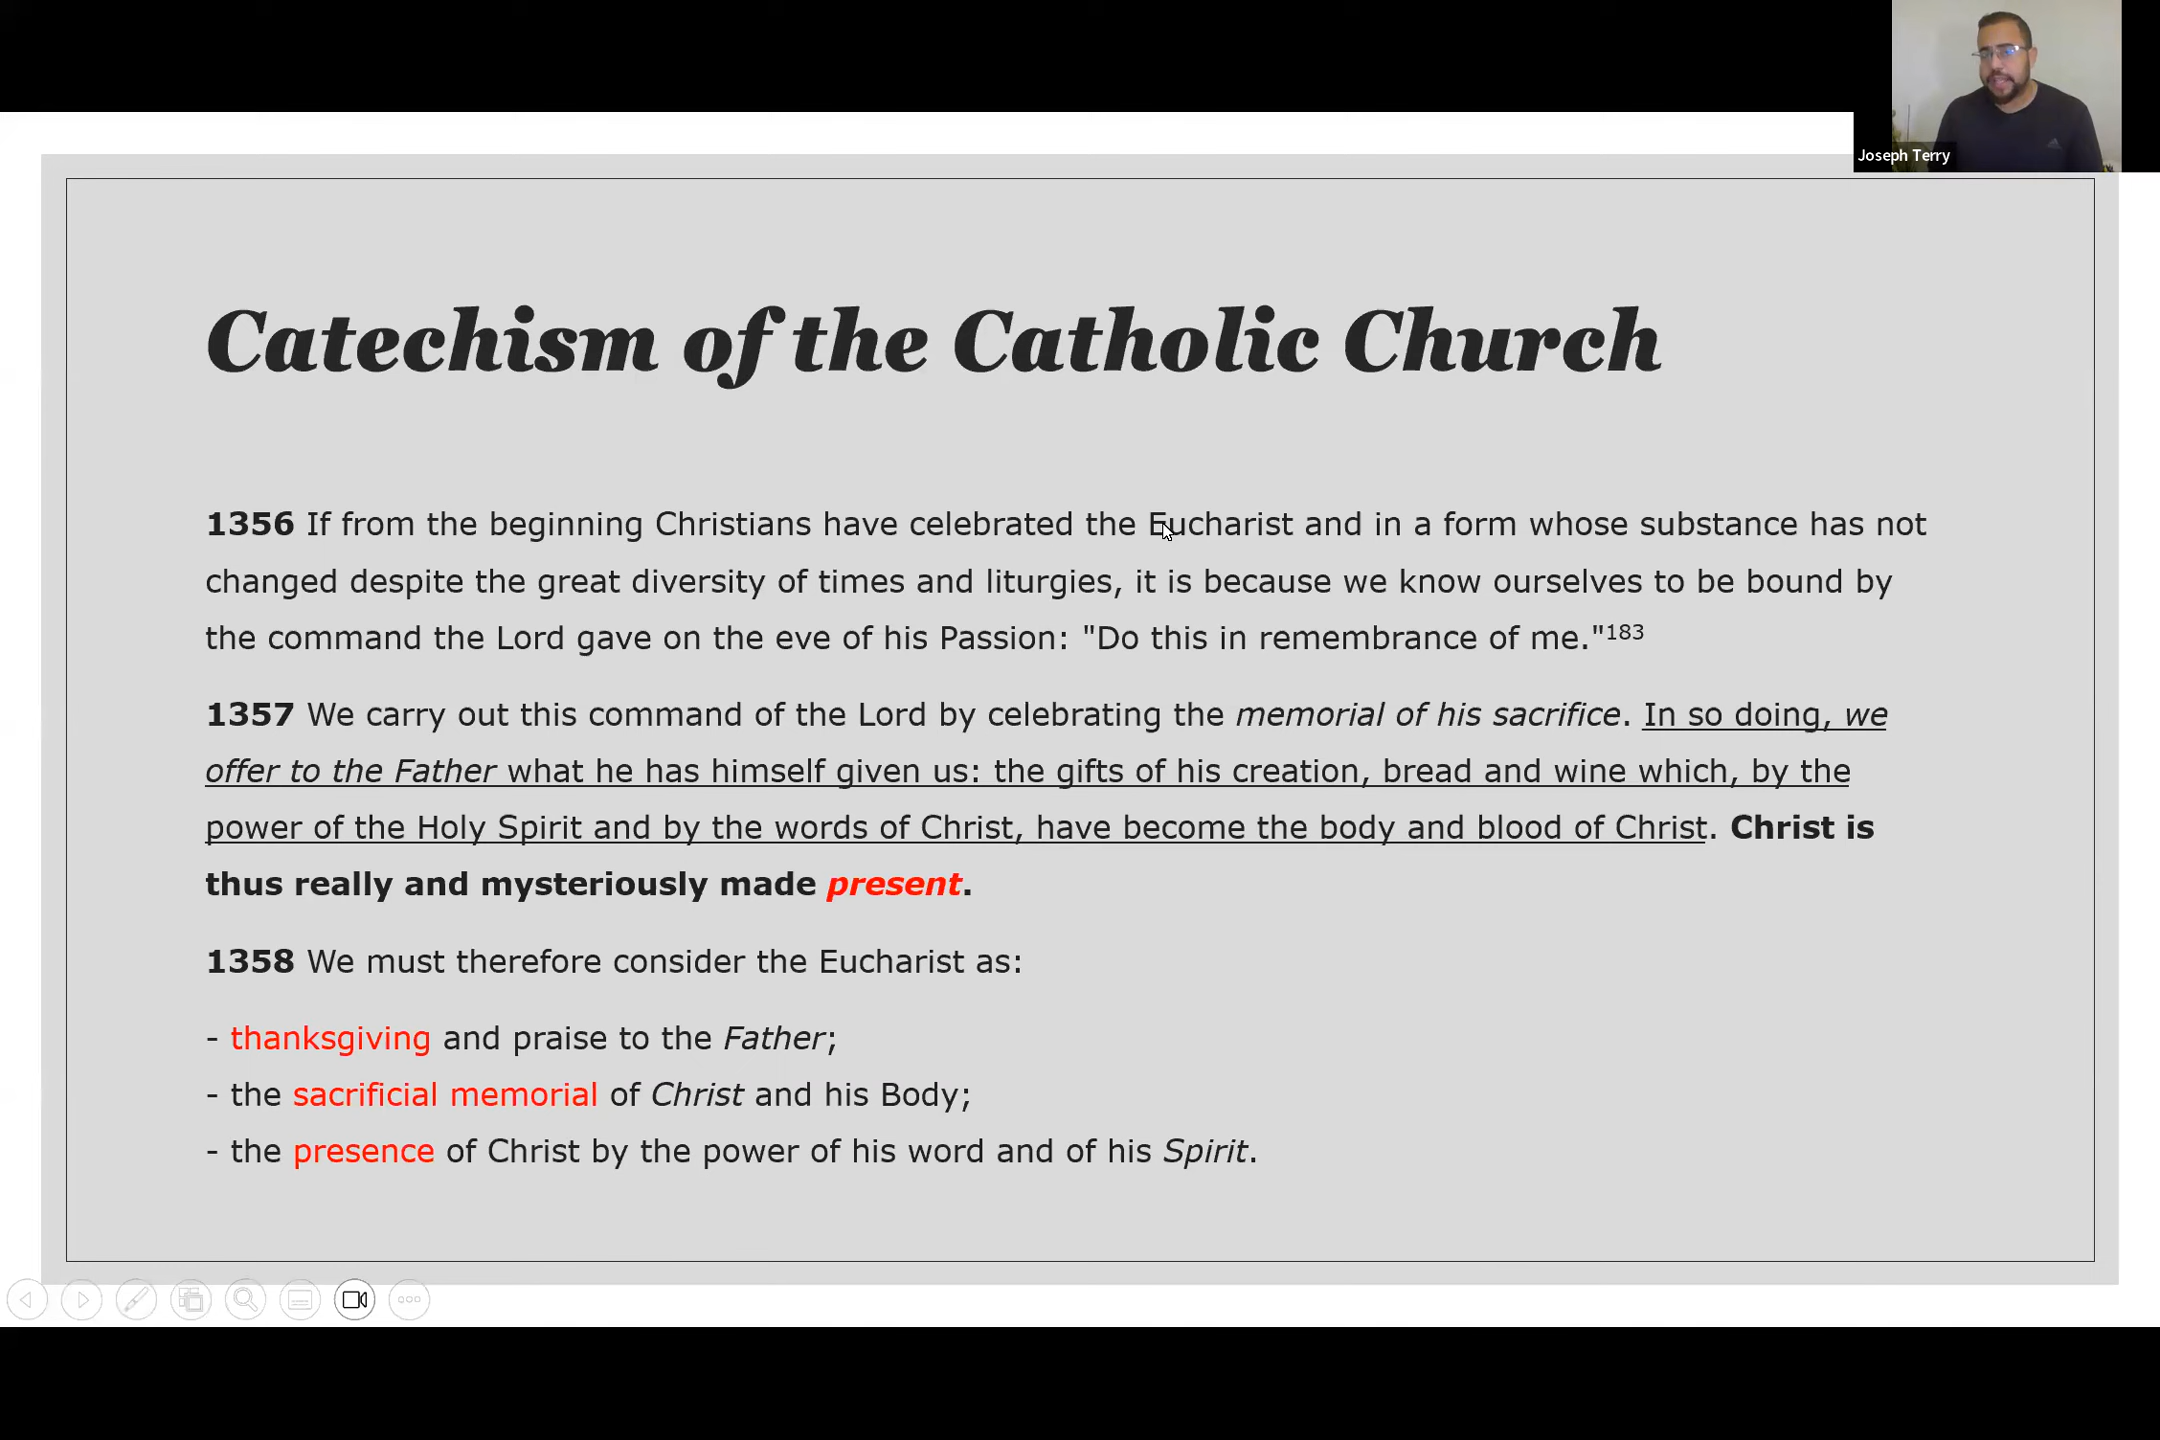 Joseph Terry
Catechism of the Catholic Church
1356 If from the beginning Christians have celebrated the Eucharist and in a form whose substance has not
changed despite the great diversity of times and liturgies, it is because we know ourselves to be bound by
the command the Lord gave on the eve of his Passion: "Do this in remembrance of me."183
1357 We carry out this command of the Lord by celebrating the memorial of his sacrifice. In so doing, we
offer to the Father what he has himself given us: the gifts of his creation, bread and wine which, by the
power of the Holy Spirit and by the words of Christ, have become the body and blood of Christ. Christ is
thus really and mysteriously made present.
1358 We must therefore consider the Eucharist as:
- thanksgiving and praise to the Father;
- the sacrificial memorial of Christ and his Body;
- the presence of Christ by the power of his word and of his Spirit.